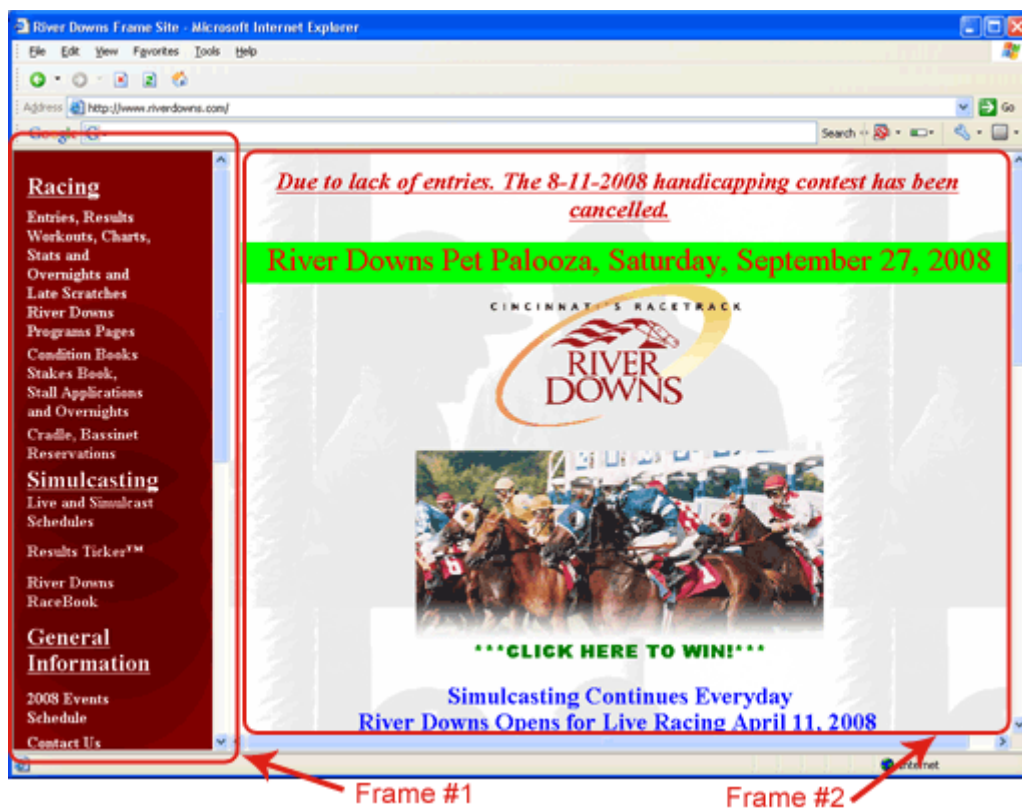 River Downs Frame Site - Microsoft Internet Explorer
File Edit View Favorites Tools Help
Address http://www.riverdowns.com/ Go
Google G Search
Racing
Entries, Results
Workouts, Charts,
Stats and
Overnights and
Late Scratches
River Downs
Programs Pages
Condition Books
Stakes Book,
Stall Applications
and Overnights
Cradle, Bassinet
Reservations
Simulcasting
Live and Simulcast
Schedules
Results Ticker™
River Downs
RaceBook
General
Information
2008 Events
Schedule
Contact Us
Due to lack of entries. The 8-11-2008 handicapping contest has been
cancelled.
River Downs Pet Palooza, Saturday, September 27, 2008
CINCINNATI'S RACETRACK
RIVER
DOWNS
1
***CLICK HERE TO WIN!***
Simulcasting Continues Everyday
River Downs Opens for Live Racing April 11, 2008
Internet
Frame #1
Frame #2